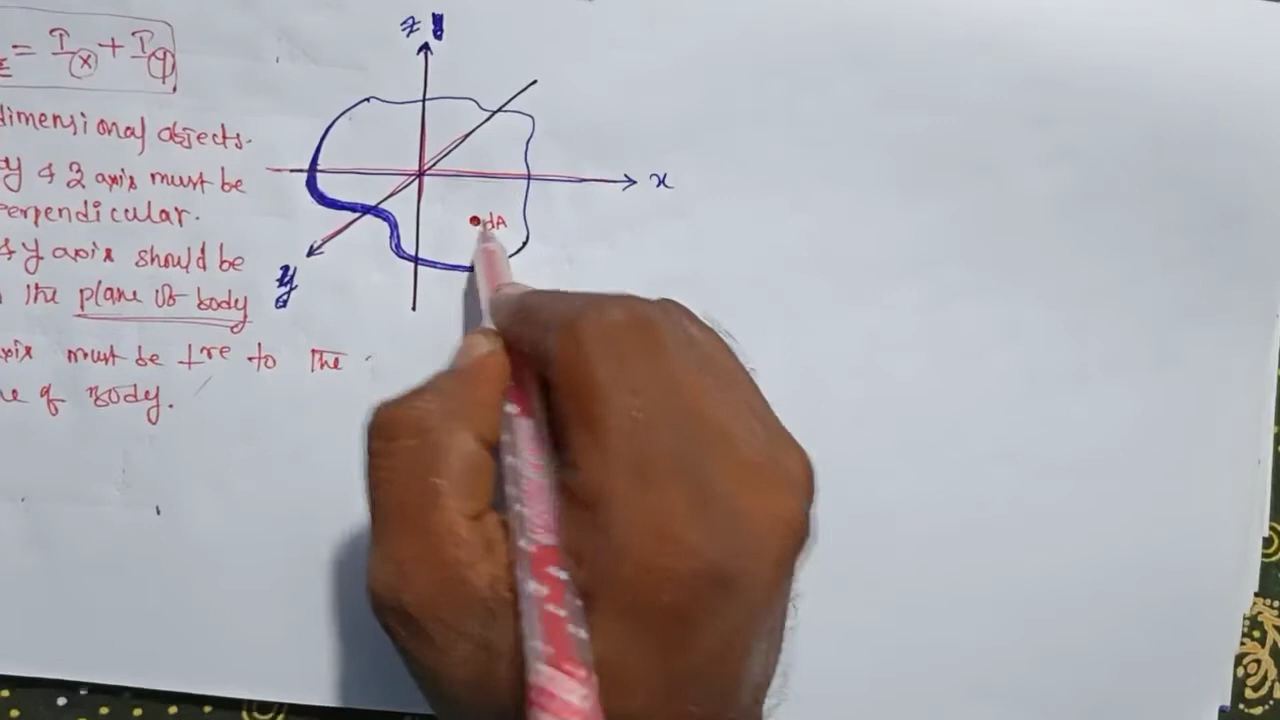 = I x + I y
dimensional objects.
y & z axis must be
perpendicular.
& y axis should be
the plane of body
axis must be ⊥re to the
of Body.
z
x
y
dA